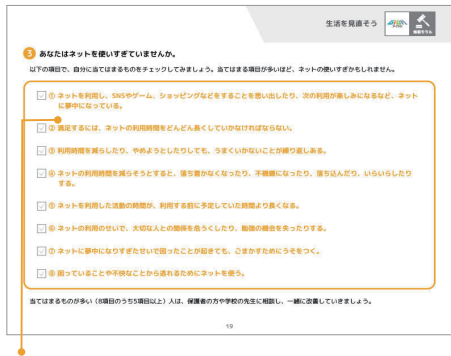 生活を見直そう
❸ あなたはネットを使いすぎていませんか。
以下の項目で、自分に当てはまるものをチェックしてみましょう。当てはまる項目が多いほど、ネットの使いすぎかもしれません。
① ネットを利用し、SNSやゲーム、ショッピングなどをすることを思い出したり、次の利用が楽しみになるなど、ネット
に夢中になっている。
② 満足するには、ネットの利用時間をどんどん長くしていかなければならない。
③ 利用時間を減らしたり、やめようとしたりしても、うまくいかないことが繰り返しある。
④ ネットの利用時間を減らそうとすると、落ち着かなくなったり、不機嫌になったり、落ち込んだり、いらいらしたり
する。
⑤ ネットを利用した活動の時間が、利用する前に予定していた時間より長くなる。
⑥ ネットの利用のせいで、大切な人との関係を危うくしたり、勉強の機会を失ったりする。
⑦ ネットに夢中になりすぎたせいで困ったことが起きても、ごまかすためにうそをつく。
⑧ 困っていることや不快なことから逃れるためにネットを使う。
当てはまるものが多い（8項目のうち5項目以上）人は、保護者の方や学校の先生に相談し、一緒に改善していきましょう。
19